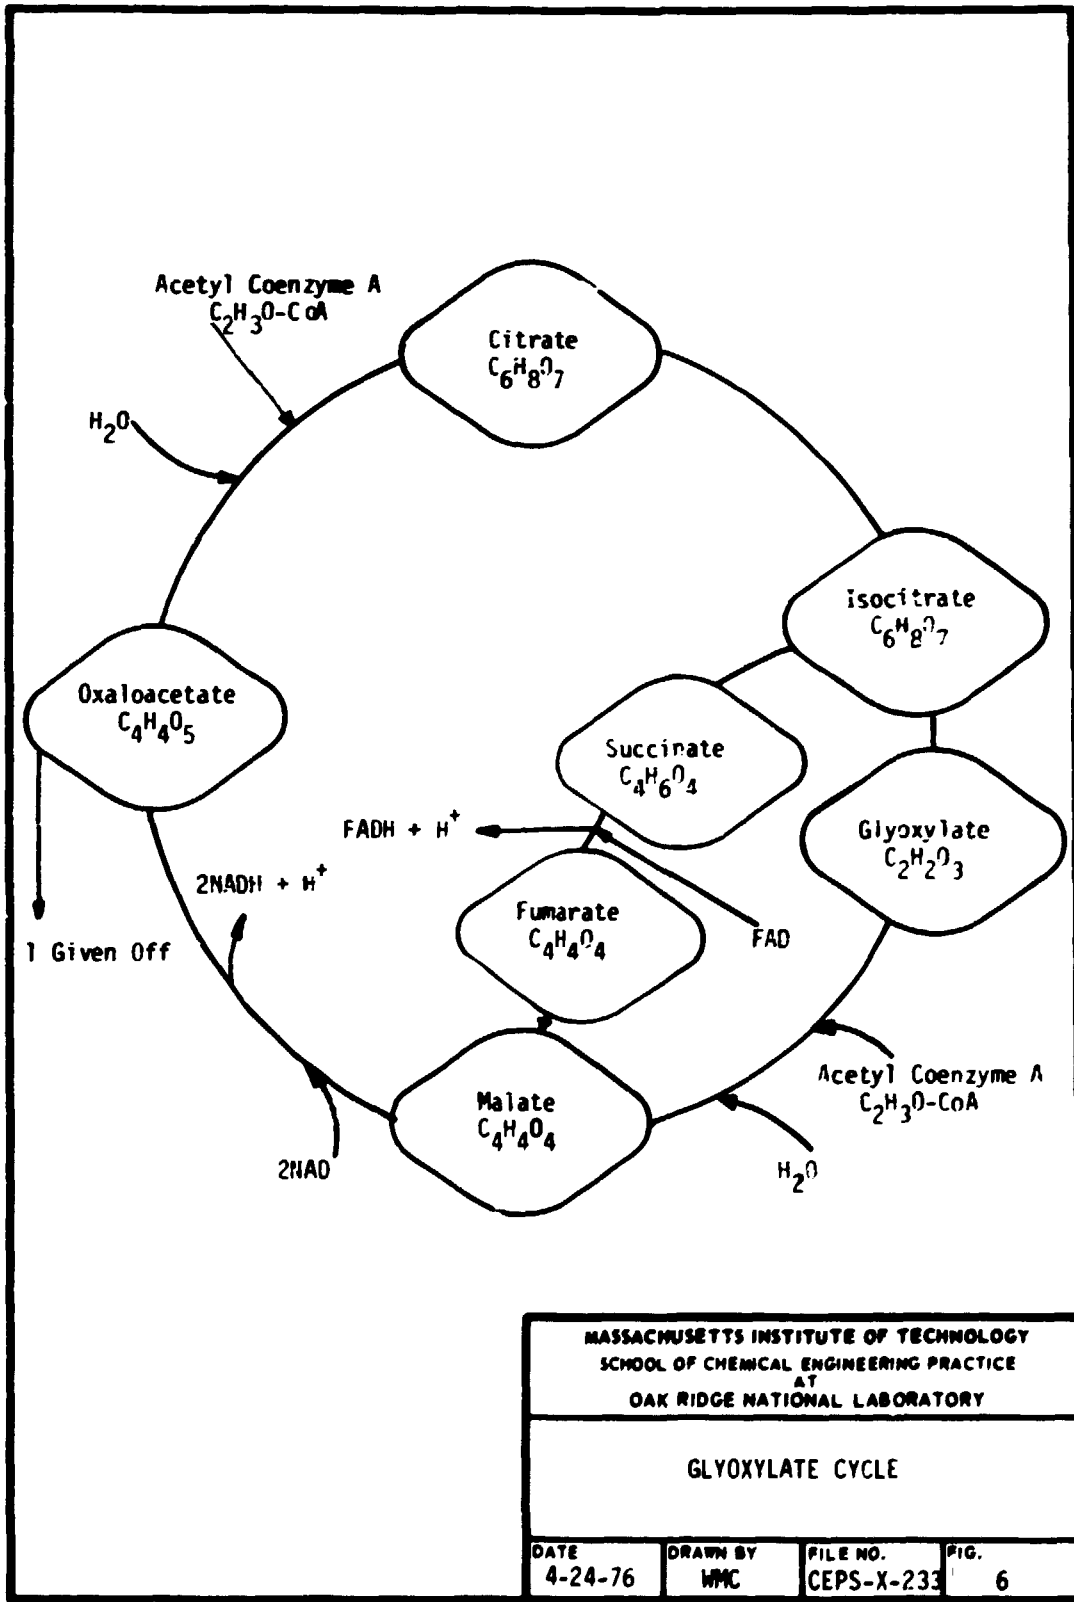 Acetyl Coenzyme A
C2H3O-CoA
Citrate
C6H8O7
H2O
Isocitrate
C6H8O7
Oxaloacetate
C4H4O5
Succinate
C4H6O4
FADH + H+
Glyoxylate
C2H2O3
2NADH + H+
Fumarate
C4H4O4
FAD
1 Given Off
Acetyl Coenzyme A
C2H3O-CoA
Malate
C4H4O4
2NAD
H2O
MASSACHUSETTS INSTITUTE OF TECHNOLOGY
SCHOOL OF CHEMICAL ENGINEERING PRACTICE
AT
OAK RIDGE NATIONAL LABORATORY
GLYOXYLATE CYCLE
DATE DRAWN BY FILE NO. FIG.
4-24-76 WMC CEPS-X-233 6